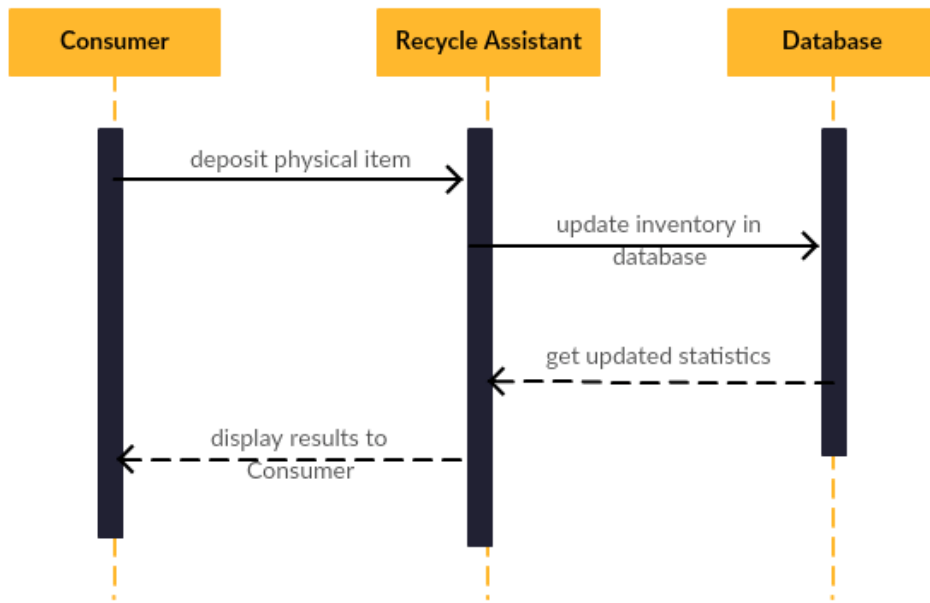 Consumer
Recycle Assistant
Database
deposit physical item
update inventory in
database
get updated statistics
display results to
Consumer